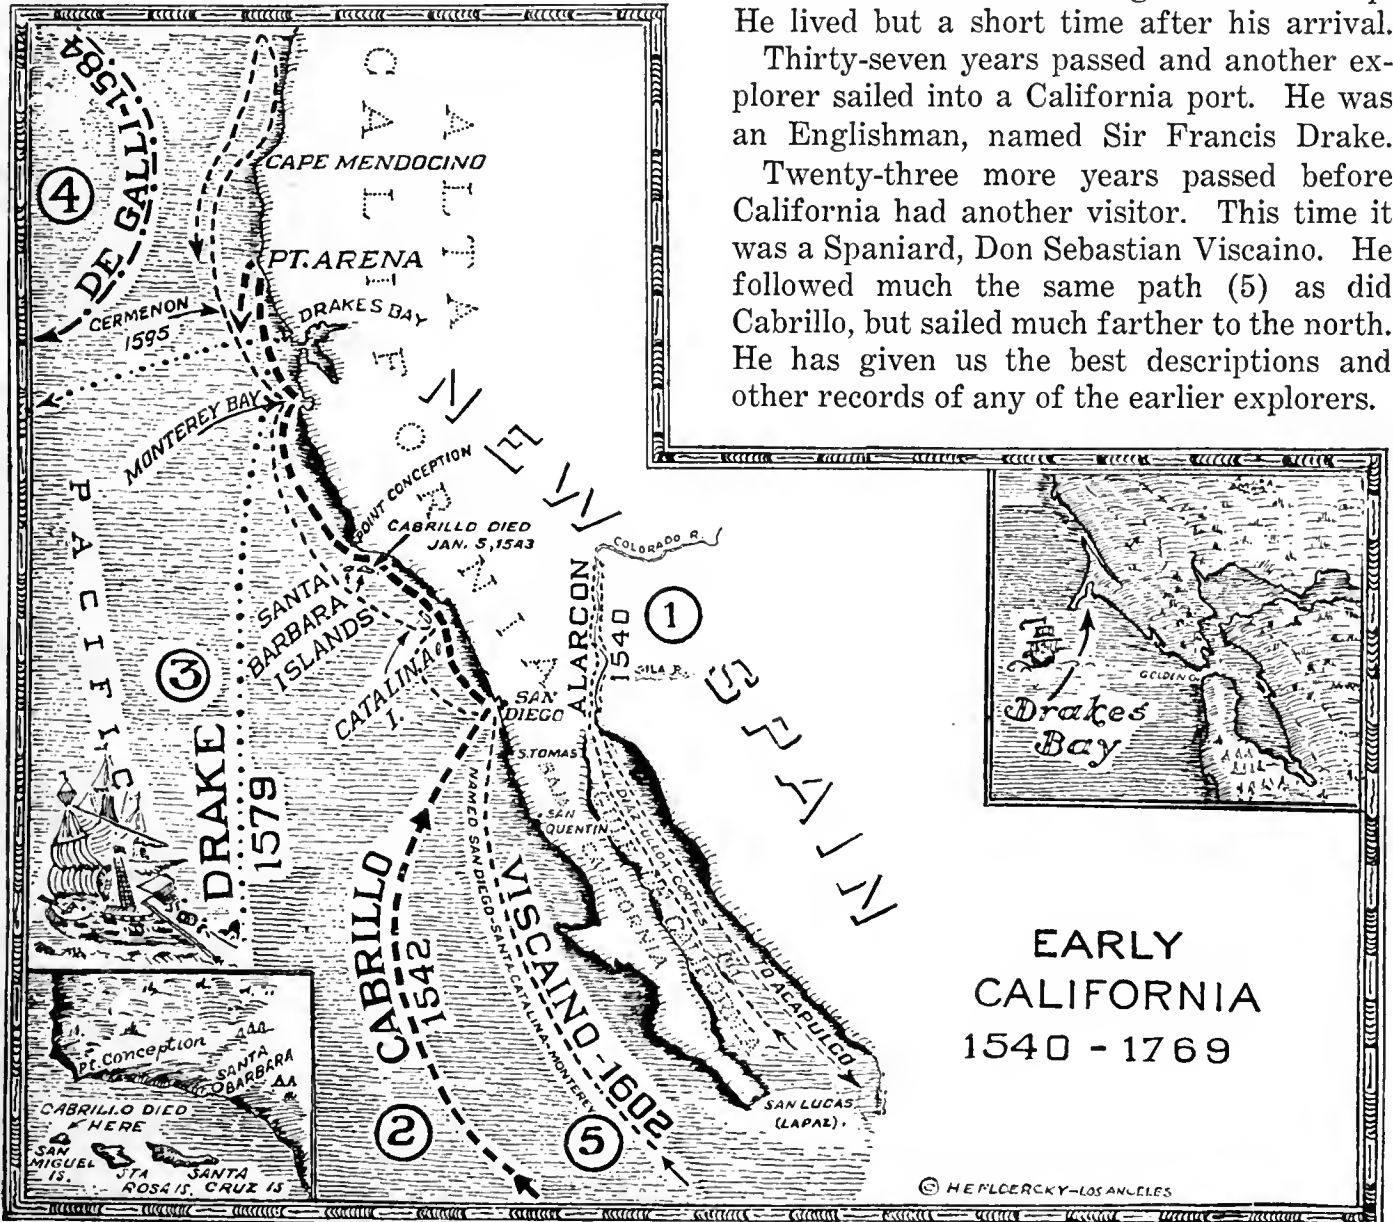 He lived but a short time after his arrival.
Thirty-seven years passed and another ex-
plorer sailed into a California port. He was
an Englishman, named Sir Francis Drake.
Twenty-three more years passed before
California had another visitor. This time it
was a Spaniard, Don Sebastian Viscaino. He
followed much the same path (5) as did
Cabrillo, but sailed much farther to the north.
He has given us the best descriptions and
other records of any of the earlier explorers.
DE GALLI-1584
4
CALIFORNIA
ALTA
CAPE MENDOCINO
PT. ARENA
DRAKES BAY
CERMENON
1595
MONTEREY BAY
NEW SPAIN
POINT CONCEPTION
CABRILLO DIED
JAN. 5, 1543
COLORADO R.
PACIFIC
SANTA
BARBARA
ISLANDS
CATALINA
I.
ALARCON
1540
1
GILA R.
3
DRAKE
1579
SAN
DIEGO
S. TOMAS
BAJA
CALIFORNIA
SAN
QUENTIN
CABRILLO
1542
2
VISCAINO-1602
NAMED SAN DIEGO-SANTA CATALINA-MONTEREY
5
CORTEZ
TO ACAPULCO
SAN LUCAS
(LAPAZ).
GOLDEN G.
Drakes
Bay
Pt. Conception
SANTA
BARBARA
CABRILLO DIED
HERE
SAN
MIGUEL
IS.
STA
ROSA IS.
SANTA
CRUZ IS
EARLY
CALIFORNIA
1540 - 1769